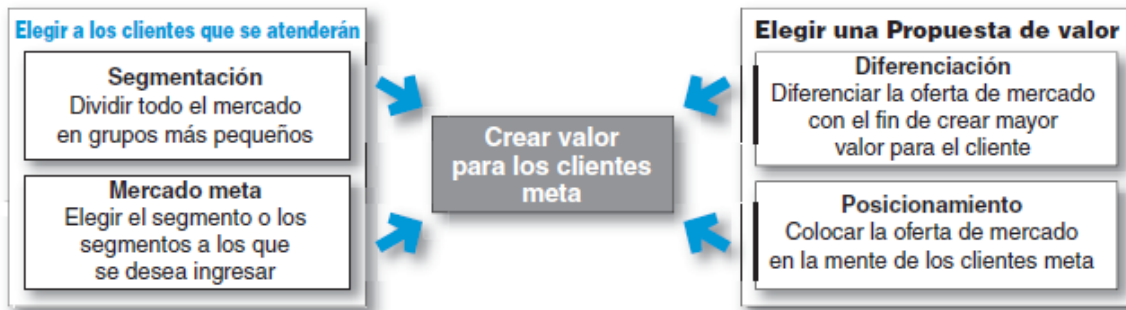 Elegir a los clientes que se atenderán
Segmentación
Dividir todo el mercado
en grupos más pequeños
Mercado meta
Elegir el segmento o los
segmentos a los que
se desea ingresar
Crear valor
para los clientes
meta
Elegir una Propuesta de valor
Diferenciación
Diferenciar la oferta de mercado
con el fin de crear mayor
valor para el cliente
Posicionamiento
Colocar la oferta de mercado
en la mente de los clientes meta